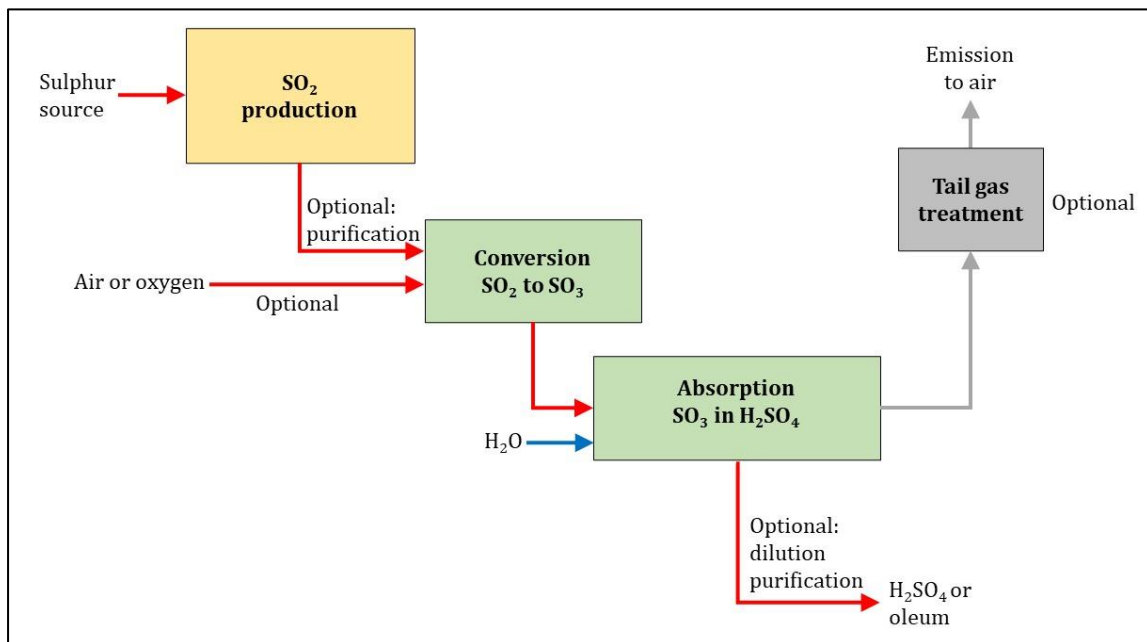 Sulphur
source
SO₂
production
Emission
to air
Tail gas
treatment
Optional
Optional:
purification
Conversion
SO₂ to SO₃
Air or oxygen
Optional
Absorption
SO₃ in H₂SO₄
H₂O
Optional:
dilution
purification
H₂SO₄ or
oleum